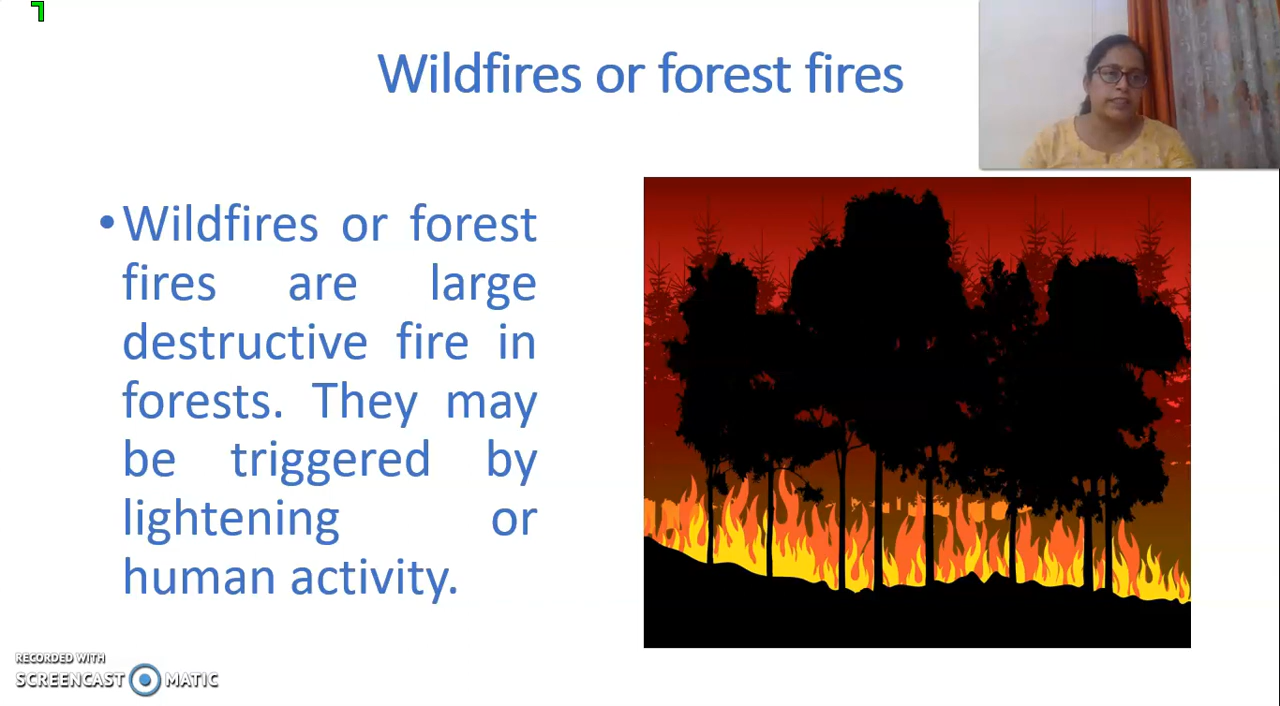 7
Wildfires or forest fires
•Wildfires or forest
fires are large
destructive fire in
forests. They may
be triggered by
lightening or
human activity.
RECORDED WITH
SCREENCAST MATIC